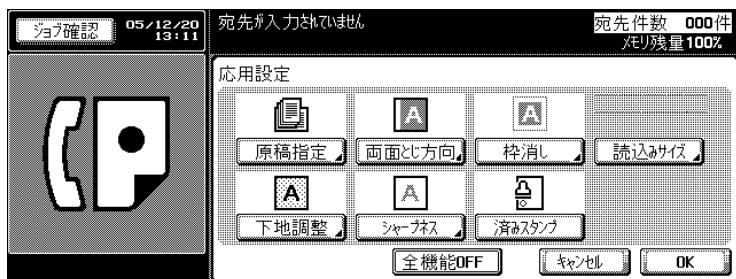 ｼﾞｮﾌﾞ確認
05/12/20
13:11
宛先が入力されていません
宛先件数 000件
ﾒﾓﾘ残量100%
応用設定
原稿指定
両面とじ方向
枠消し
読込みｻｲｽﾞ
A
A
下地調整
ｼｬｰﾌﾟﾈｽ
済みｽﾀﾝﾌﾟ
A
A
全機能OFF
ｷｬﾝｾﾙ
OK